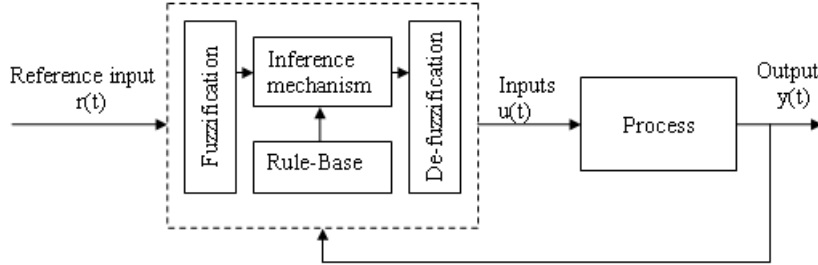 Reference input
r(t)
Fuzzification
Inference
mechanism
Rule-Base
De-fuzzification
Inputs
u(t)
Process
Output
y(t)